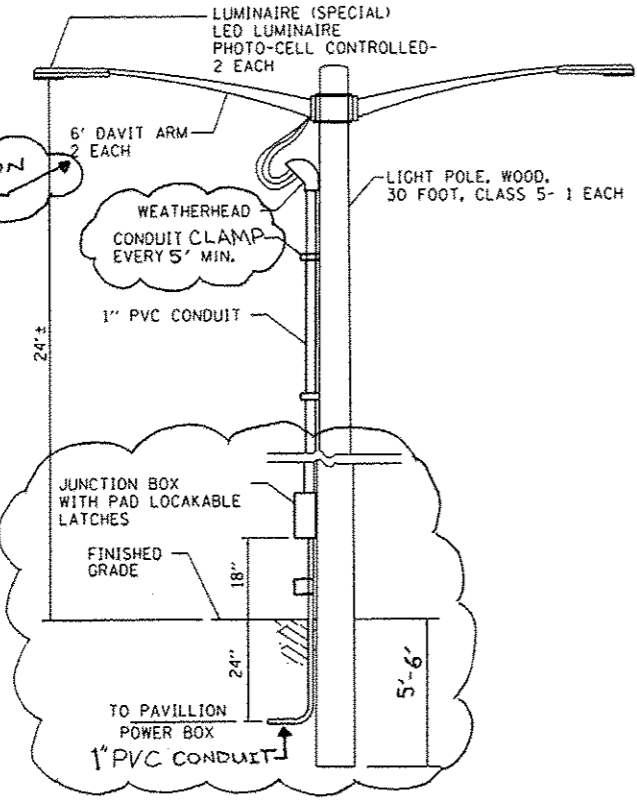 LUMINAIRE (SPECIAL)
LED LUMINAIRE
PHOTO-CELL CONTROLLED-
2 EACH
6' DAVIT ARM
2 EACH
LIGHT POLE, WOOD,
30 FOOT, CLASS 5- 1 EACH
WEATHERHEAD
CONDUIT CLAMP
EVERY 5' MIN.
1" PVC CONDUIT
24'±
JUNCTION BOX
WITH PAD LOCAKABLE
LATCHES
FINISHED
GRADE
18"
24"
5'-6'
TO PAVILLION
POWER BOX
1" PVC CONDUIT